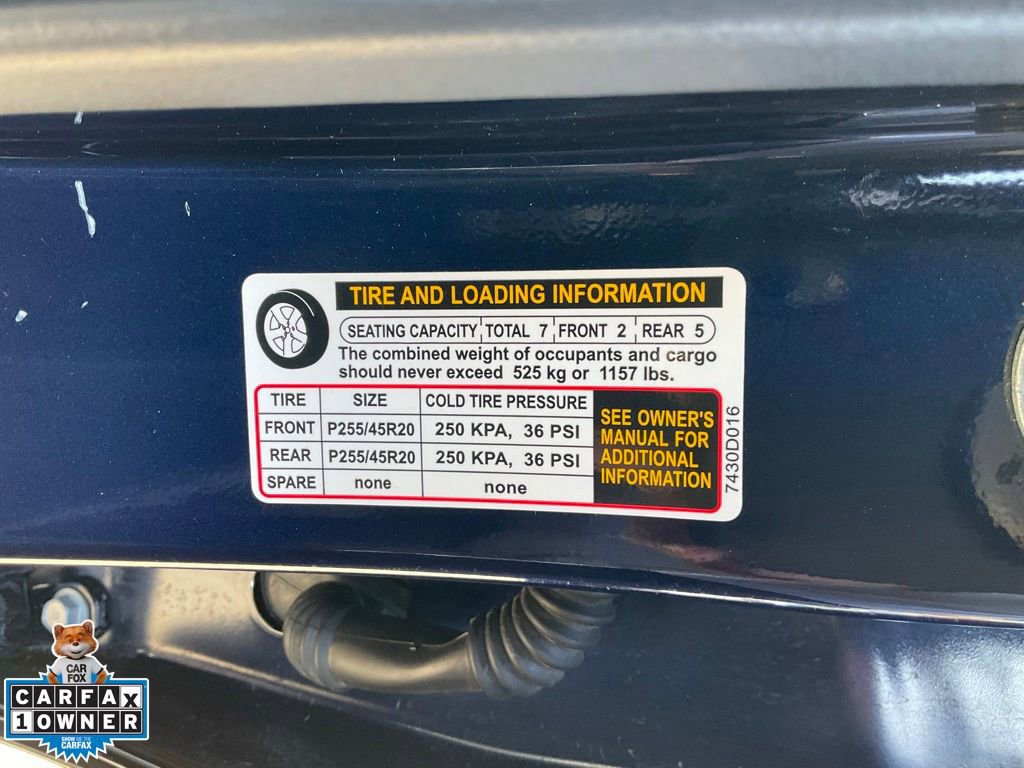 TIRE AND LOADING INFORMATION
SEATING CAPACITY TOTAL 7 FRONT 2 REAR 5
The combined weight of occupants and cargo
should never exceed 525 kg or 1157 lbs.
TIRE SIZE COLD TIRE PRESSURE
FRONT P255/45R20 250 KPA, 36 PSI
REAR P255/45R20 250 KPA, 36 PSI
SPARE none none
SEE OWNER'S
MANUAL FOR
ADDITIONAL
INFORMATION
7430D016
CAR
FOX
CARFAX
1 OWNER
SHOW ME THE
CARFAX